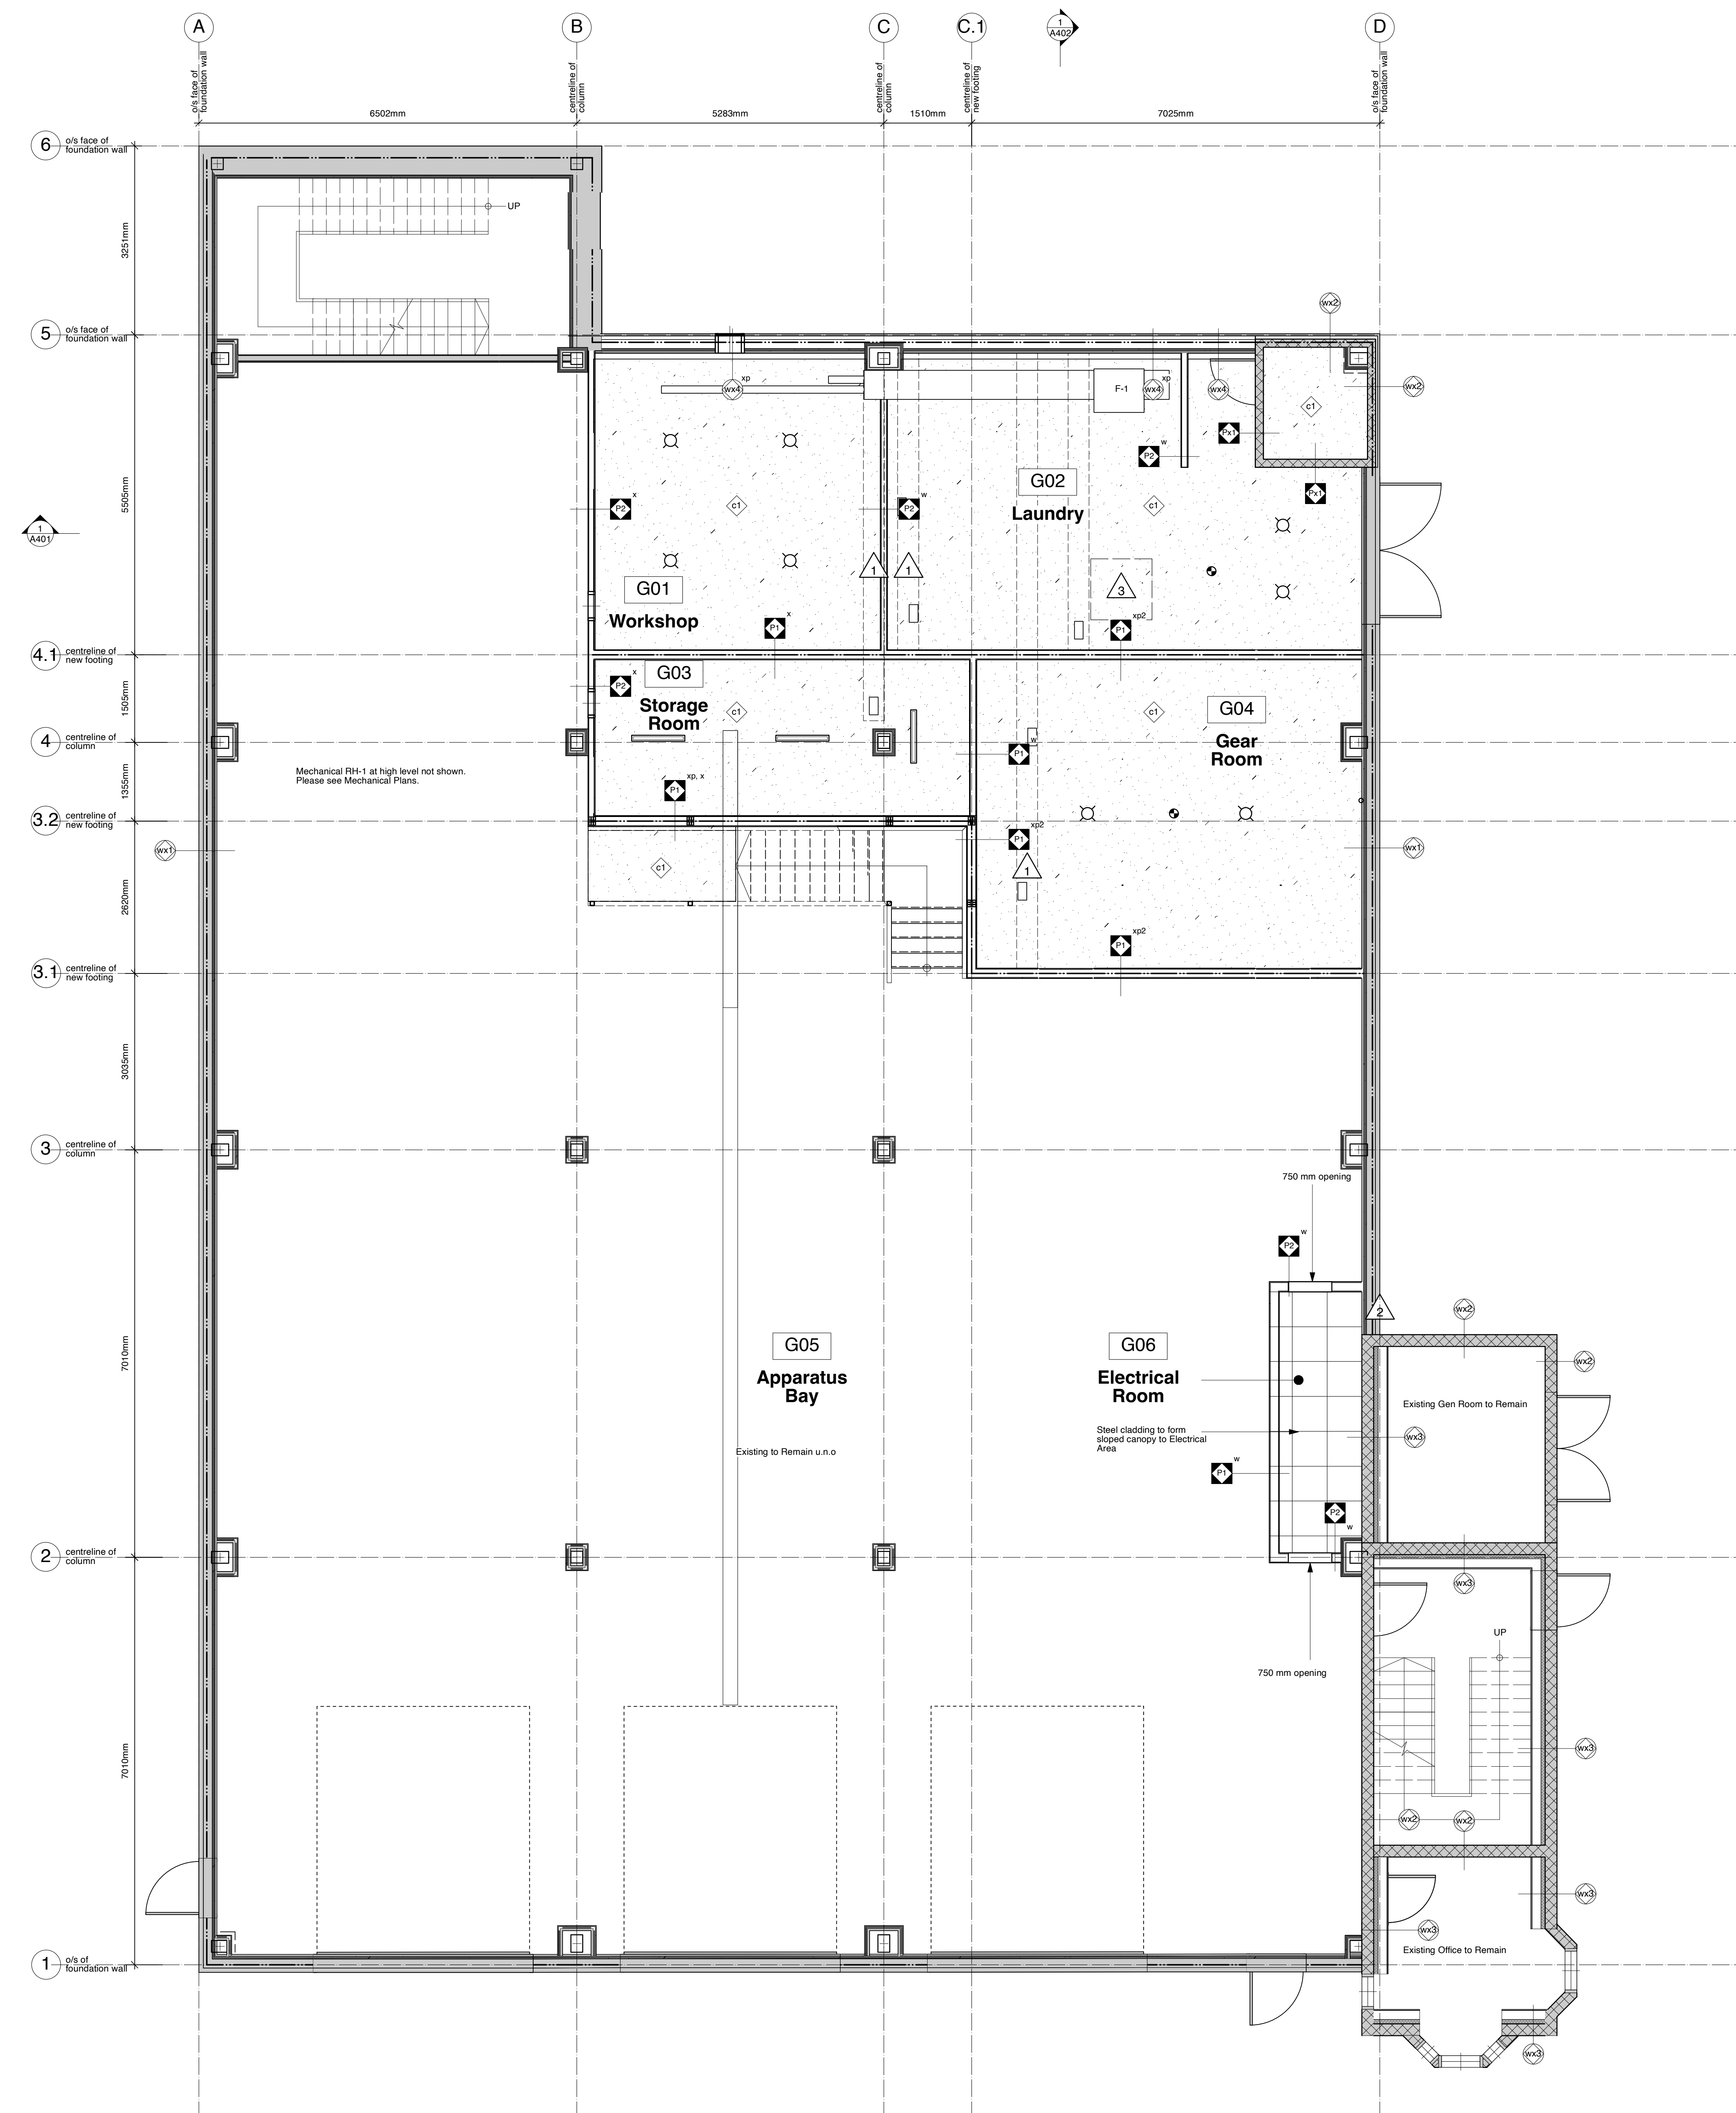 A
B
C
C.1
D
1
A402
o/s face of
foundation wall
centreline of
column
centreline of
column
centreline of
new footing
o/s face of
foundation wall
6502mm
5283mm
1510mm
7025mm
6
o/s face of
foundation wall
3251mm
UP
5
o/s face of
foundation wall
wx2
wx4
xp
F-1
wx4
xp
wx4
wx2
c1
Px1
P2
w
Px1
5505mm
1
A401
P2
x
c1
P2
w
G02
Laundry
c1
1
1
3
G01
Workshop
P1
x
P1
xp2
4.1
centreline of
new footing
1505mm
P2
x
G03
Storage
Room
c1
c1
G04
Gear
Room
4
centreline of
column
P1
w
1355mm
Mechanical RH-1 at high level not shown.
Please see Mechanical Plans.
P1
xp, x
3.2
centreline of
new footing
P1
xp2
wx1
wx1
c1
1
2620mm
P1
xp2
3.1
centreline of
new footing
3035mm
3
centreline of
column
750 mm opening
P2
w
2
wx2
7010mm
G05
Apparatus
Bay
G06
Electrical
Room
wx2
Existing Gen Room to Remain
Steel cladding to form
sloped canopy to Electrical
Area
wx3
Existing to Remain u.n.o
P1
w
P2
w
2
centreline of
column
wx3
UP
750 mm opening
7010mm
wx3
wx2
wx2
wx3
wx3
Existing Office to Remain
1
o/s of
foundation wall
wx3